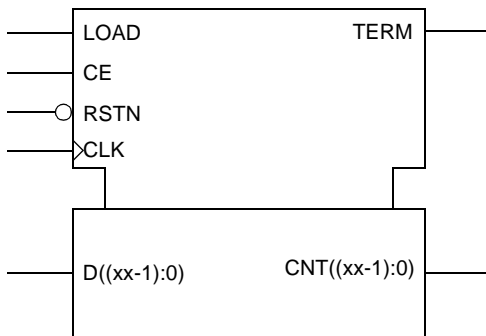 LOAD TERM
CE
RSTN
CLK
D((xx-1):0) CNT((xx-1):0)